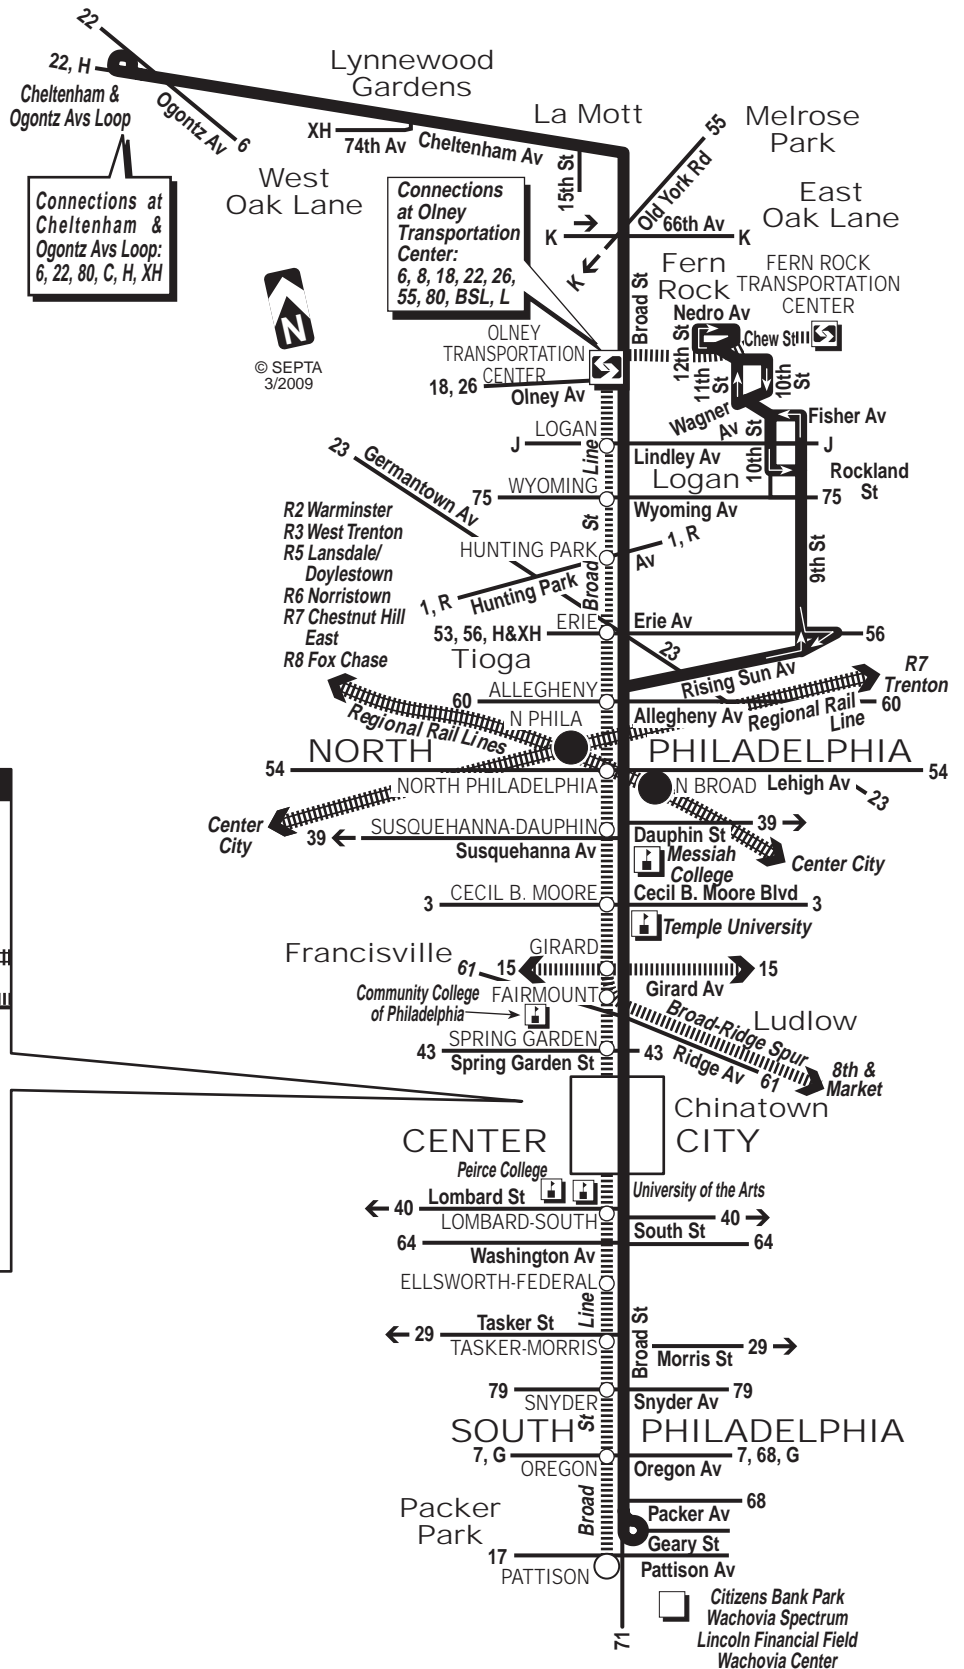 22
22, H
Cheltenham &
Ogontz Avs Loop
Ogontz Av
6
Lynnewood
Gardens
XH
74th Av
Cheltenham Av
La Mott
15th St
55
Old York Rd
Melrose
Park
West
Oak Lane
East
Oak Lane
Connections at
Cheltenham &
Ogontz Avs Loop:
6, 22, 80, C, H, XH
Connections
at Olney
Transportation
Center:
6, 8, 18, 22, 26,
55, 80, BSL, L
K
66th Av
K
K
N
© SEPTA
3/2009
Broad St
Fern
Rock
FERN ROCK
TRANSPORTATION
CENTER
Nedro Av
Chew St
12th St
11th St
10th St
Wagner Av
OLNEY
TRANSPORTATION
CENTER
18, 26
Olney Av
Fisher Av
LOGAN
J
Lindley Av
J
10th St
Line
Logan
Rockland
St
23
Germantown Av
WYOMING
75
Wyoming Av
75
St
R2 Warminster
R3 West Trenton
R5 Lansdale/
Doylestown
R6 Norristown
R7 Chestnut Hill
East
R8 Fox Chase
HUNTING PARK
1, R
Av
1, R
Hunting Park
Broad
9th St
ERIE
53, 56, H&XH
Erie Av
56
Tioga
23
Rising Sun Av
R7
Trenton
ALLEGHENY
60
Allegheny Av
60
Regional Rail
Line
Regional Rail Lines
N PHILA
NORTH
PHILADELPHIA
54
54
NORTH PHILADELPHIA
N BROAD
Lehigh Av
23
Center
City
SUSQUEHANNA-DAUPHIN
39
Susquehanna Av
39
Dauphin St
Messiah
College
Center City
CECIL B. MOORE
3
Cecil B. Moore Blvd
3
Temple University
Francisville
GIRARD
61
15
15
Girard Av
Community College
of Philadelphia
FAIRMOUNT
Broad-Ridge Spur
Ludlow
SPRING GARDEN
43
Spring Garden St
43
Ridge Av
61
8th &
Market
Chinatown
CENTER
CITY
Peirce College
University of the Arts
40
Lombard St
LOMBARD-SOUTH
40
South St
64
Washington Av
64
ELLSWORTH-FEDERAL
Line
Broad St
Tasker St
29
TASKER-MORRIS
Morris St
29
79
SNYDER
Snyder Av
79
St
SOUTH
PHILADELPHIA
7, G
OREGON
Oregon Av
7, 68, G
Broad
Packer
Park
68
Packer Av
Geary St
17
PATTISON
Pattison Av
71
Citizens Bank Park
Wachovia Spectrum
Lincoln Financial Field
Wachovia Center